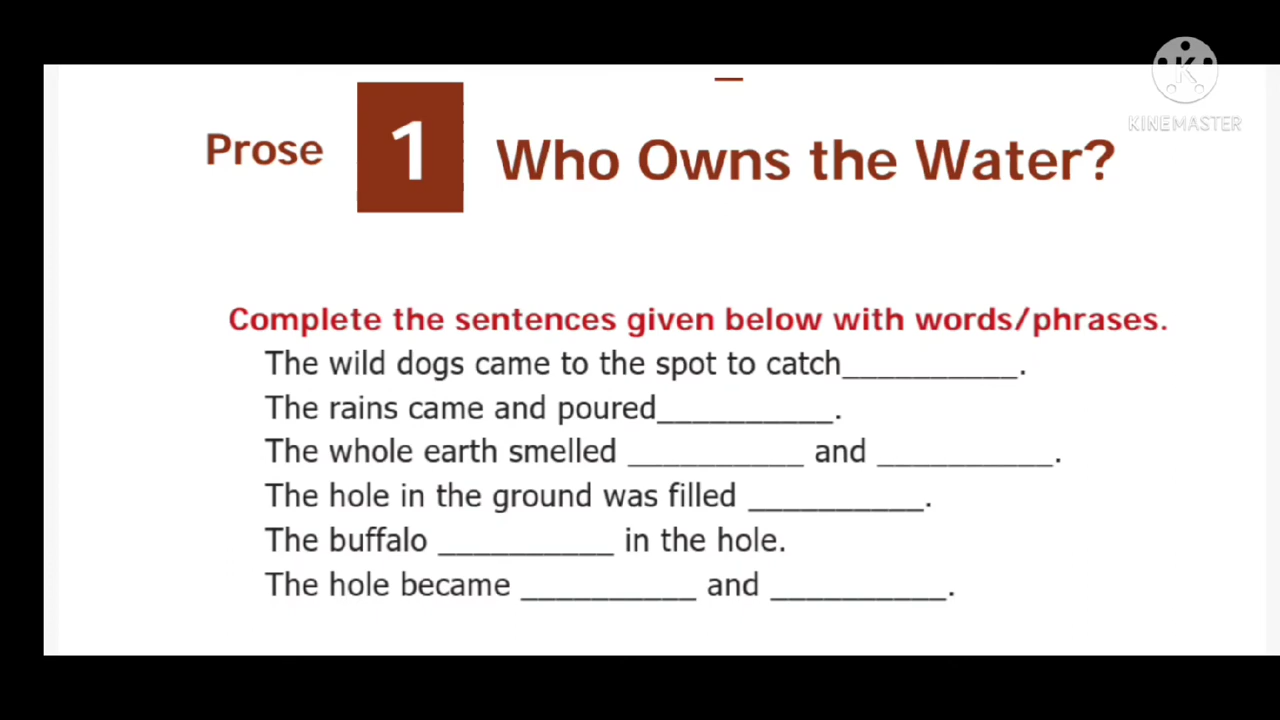 K
KINEMASTER
Prose 1 Who Owns the Water?
Complete the sentences given below with words/phrases.
The wild dogs came to the spot to catch__________.
The rains came and poured__________.
The whole earth smelled __________ and __________.
The hole in the ground was filled __________.
The buffalo __________ in the hole.
The hole became __________ and __________.